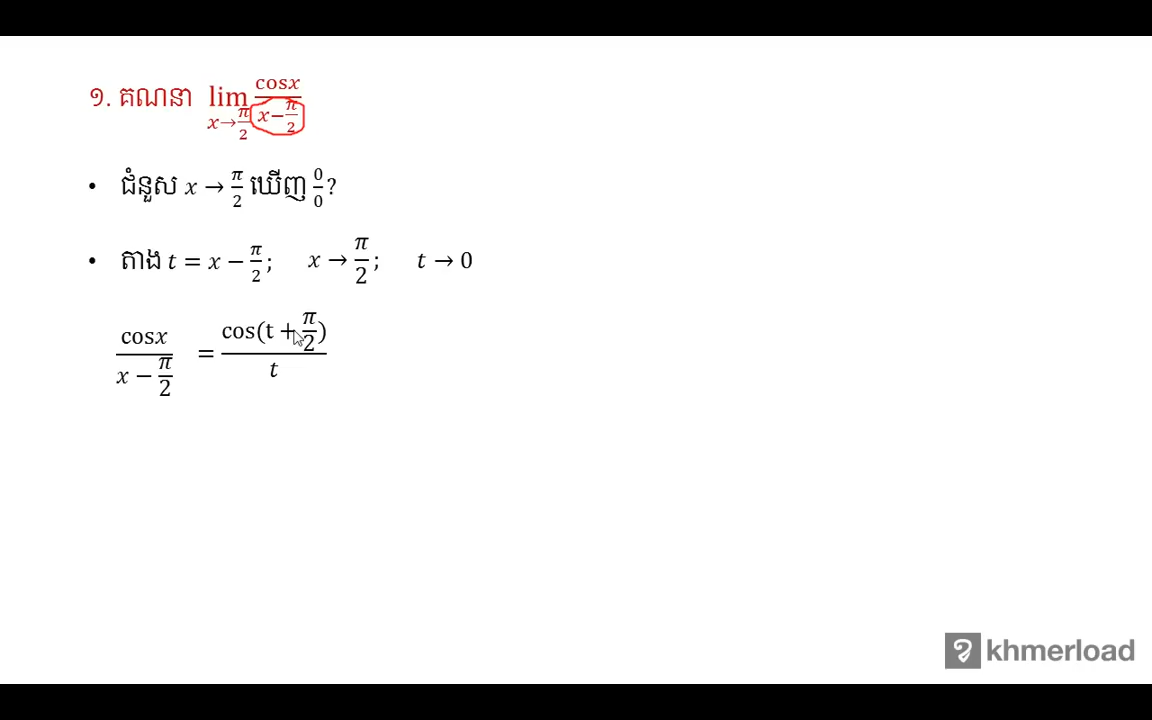 ១. គណនា lim x→π/2 cosx / (x−π/2)
• ជំនួស x → π/2 ឃើញ 0/0?
• តាង t = x − π/2; x → π/2; t → 0
cosx / (x − π/2) = cos(t + π/2) / t
khmerload